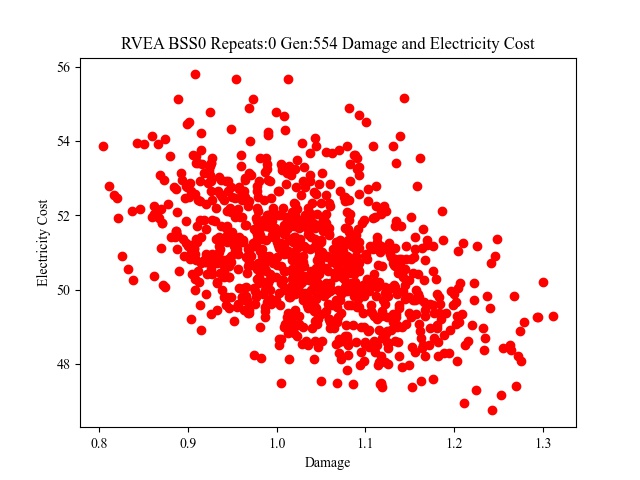 RVEA BSS0 Repeats:0 Gen:554 Damage and Electricity Cost
56
54
52
50
48
Electricity Cost
0.8 0.9 1.0 1.1 1.2 1.3
Damage